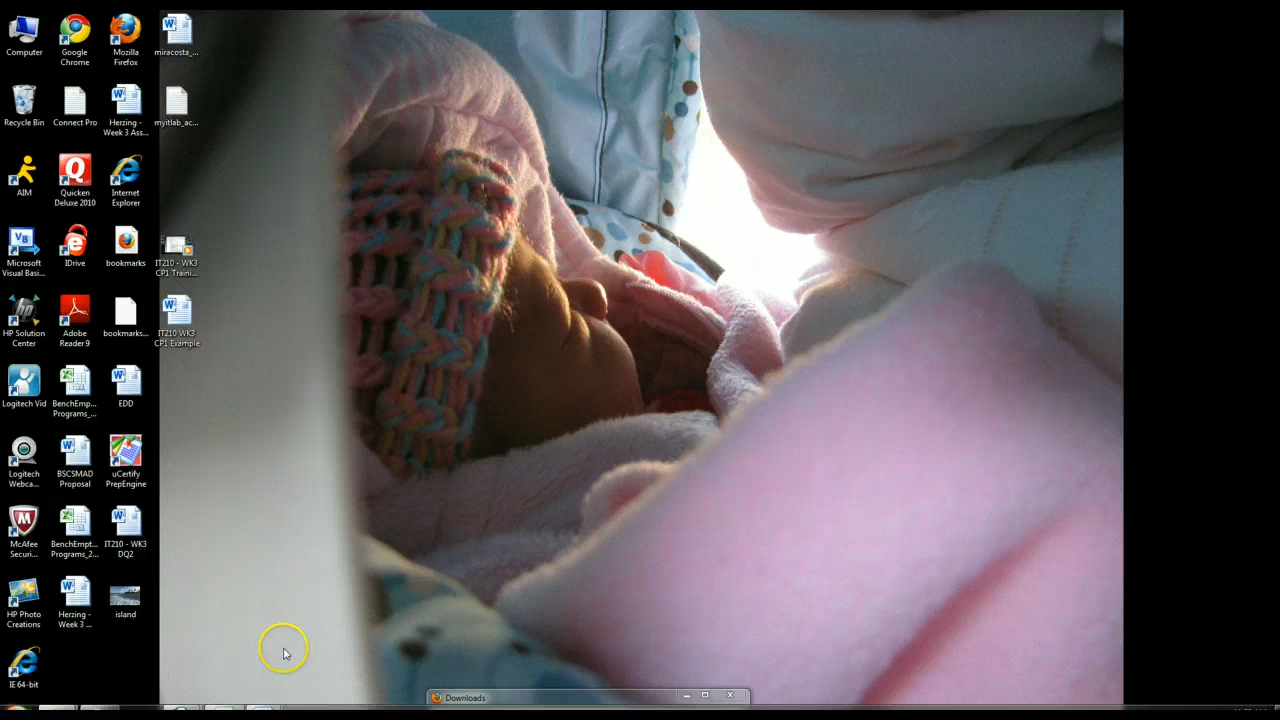 Computer
Google
Chrome
Mozilla
Firefox
miracosta_...
Recycle Bin
Connect Pro
Herzing -
Week 3 Ass...
myitlab_ac...
AIM
Quicken
Deluxe 2010
Internet
Explorer
Microsoft
Visual Basi...
IDrive
bookmarks
IT210 - WK3
CP1 Traini...
HP Solution
Center
Adobe
Reader 9
bookmarks...
IT210 WK3
CP1 Example
Logitech Vid
BenchEmp...
Programs_...
EDD
Logitech
Webca...
BSCSMAD
Proposal
uCertify
PrepEngine
McAfee
Securi...
BenchEmpt...
Programs_2...
IT210 - WK3
DQ2
HP Photo
Creations
Herzing -
Week 3 ...
island
IE 64-bit
Downloads